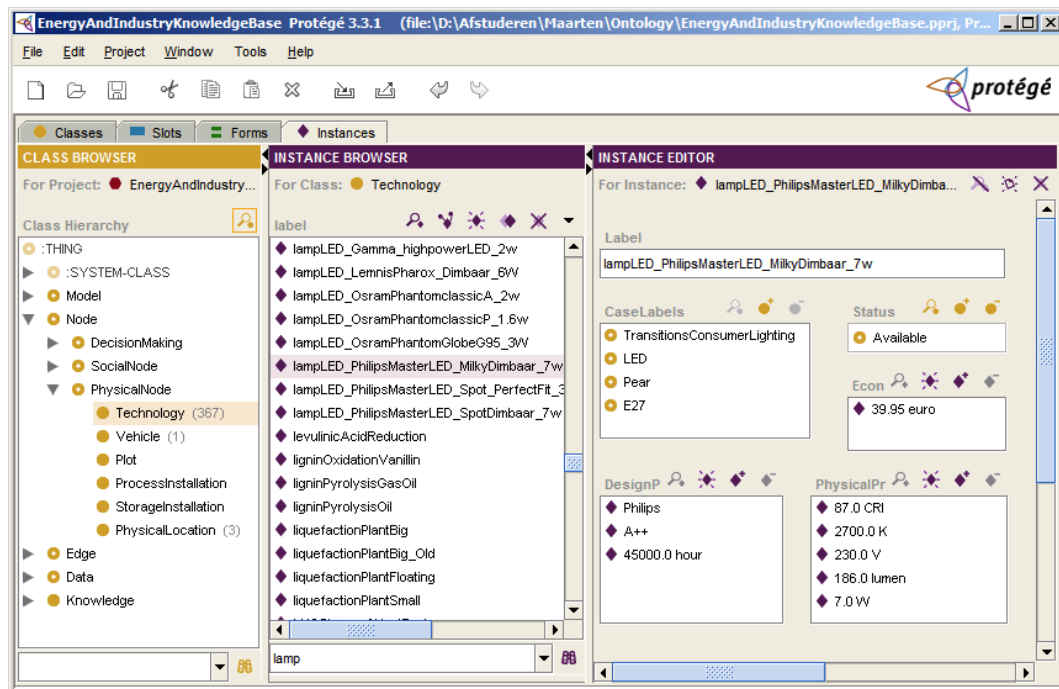 EnergyAndIndustryKnowledgeBase Protégé 3.3.1 (file:\D:\Afstuderen\Maarten\Ontology\EnergyAndIndustryKnowledgeBase.pprj, Pr...
File Edit Project Window Tools Help
protégé
Classes Slots Forms Instances
CLASS BROWSER
For Project: EnergyAndIndustry...
Class Hierarchy
:THING
:SYSTEM-CLASS
Model
Node
DecisionMaking
SocialNode
PhysicalNode
Technology (367)
Vehicle (1)
Plot
ProcessInstallation
StorageInstallation
PhysicalLocation (3)
Edge
Data
Knowledge
INSTANCE BROWSER
For Class: Technology
label
lampLED_Gamma_highpowerLED_2w
lampLED_LemnisPharox_Dimbaar_6W
lampLED_OsramPhantomclassicA_2w
lampLED_OsramPhantomclassicP_1.6w
lampLED_OsramPhantomGlobeG95_3W
lampLED_PhilipsMasterLED_MilkyDimbaar_7w
lampLED_PhilipsMasterLED_Spot_PerfectFit_3
lampLED_PhilipsMasterLED_SpotDimbaar_7w
levulinicAcidReduction
ligninOxidationVanillin
ligninPyrolysisGasOil
ligninPyrolysisOil
liquefactionPlantBig
liquefactionPlantBig_Old
liquefactionPlantFloating
liquefactionPlantSmall
lamp
INSTANCE EDITOR
For Instance: lampLED_PhilipsMasterLED_MilkyDimba...
Label
lampLED_PhilipsMasterLED_MilkyDimbaar_7w
CaseLabels
TransitionsConsumerLighting
LED
Pear
E27
Status
Available
Econ
39.95 euro
DesignP
Philips
A++
45000.0 hour
PhysicalPr
87.0 CRI
2700.0 K
230.0 V
186.0 lumen
7.0 W